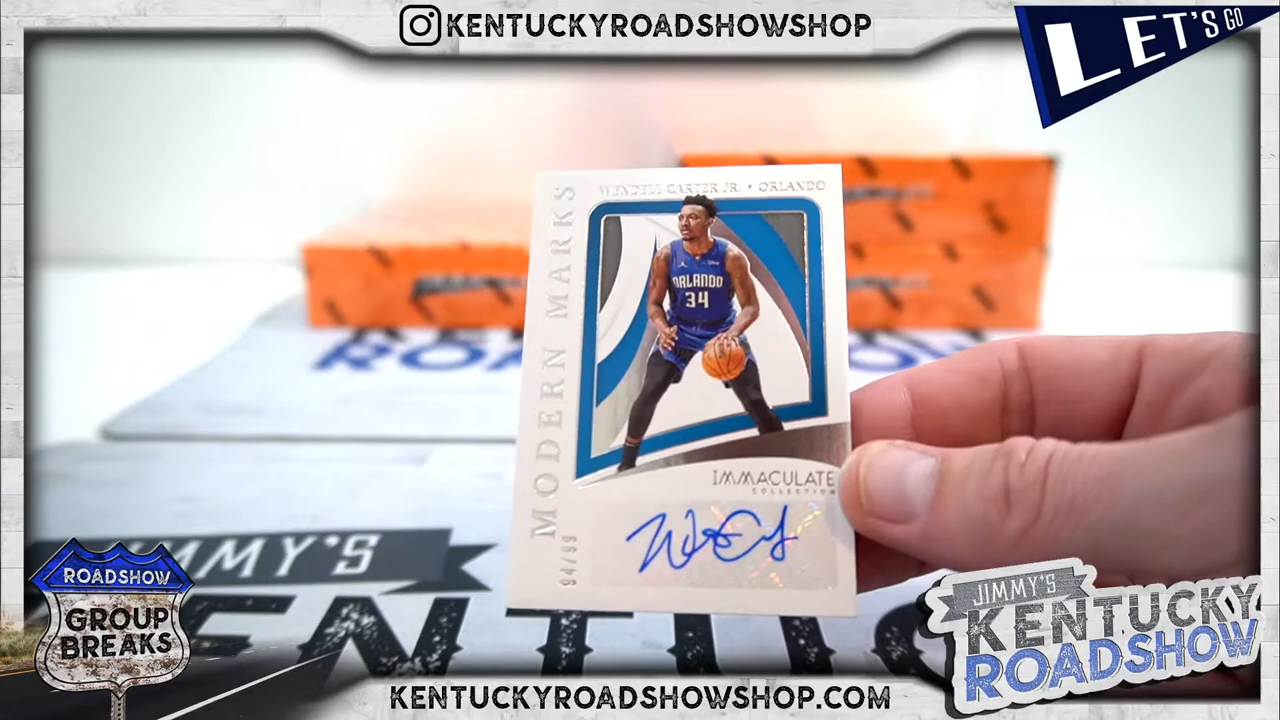 KENTUCKYROADSHOWSHOP
LET'S GO
WENDELL CARTER JR. • ORLANDO
MODERN MARKS
ORLANDO
34
IMMACULATE
COLLECTION
94/99
JIMMY'S
KENTU
ROADSHOW
GROUP
BREAKS
JIMMY'S
KENTUCKY
ROADSHOW
KENTUCKYROADSHOWSHOP.COM